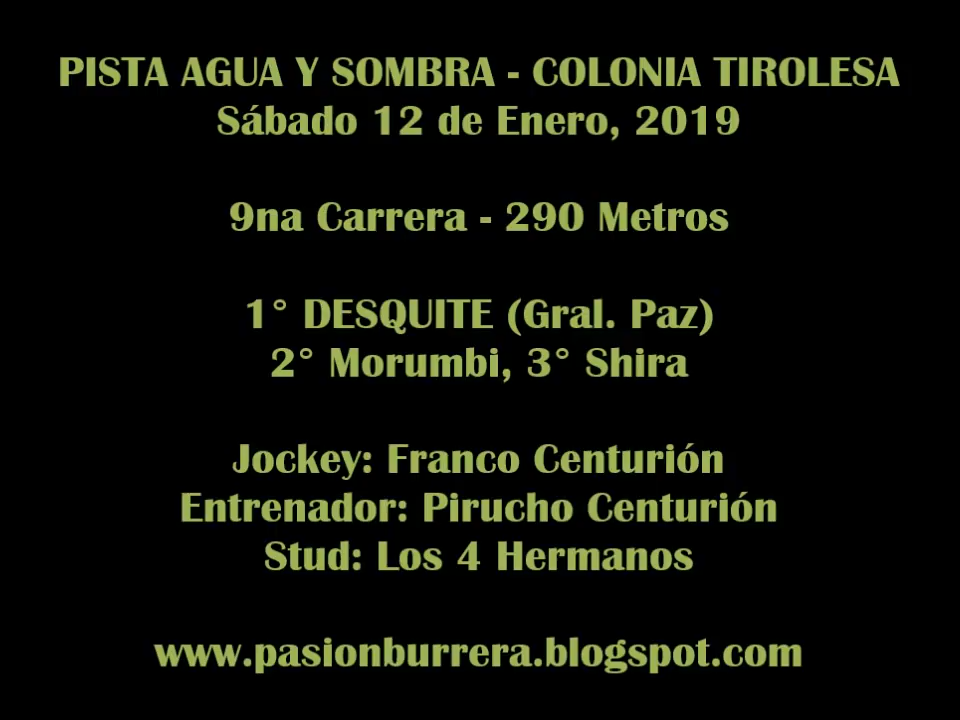 PISTA AGUA Y SOMBRA - COLONIA TIROLESA
Sábado 12 de Enero, 2019
9na Carrera - 290 Metros
1° DESQUITE (Gral. Paz)
2° Morumbi, 3° Shira
Jockey: Franco Centurión
Entrenador: Pirucho Centurión
Stud: Los 4 Hermanos
www.pasionburrera.blogspot.com